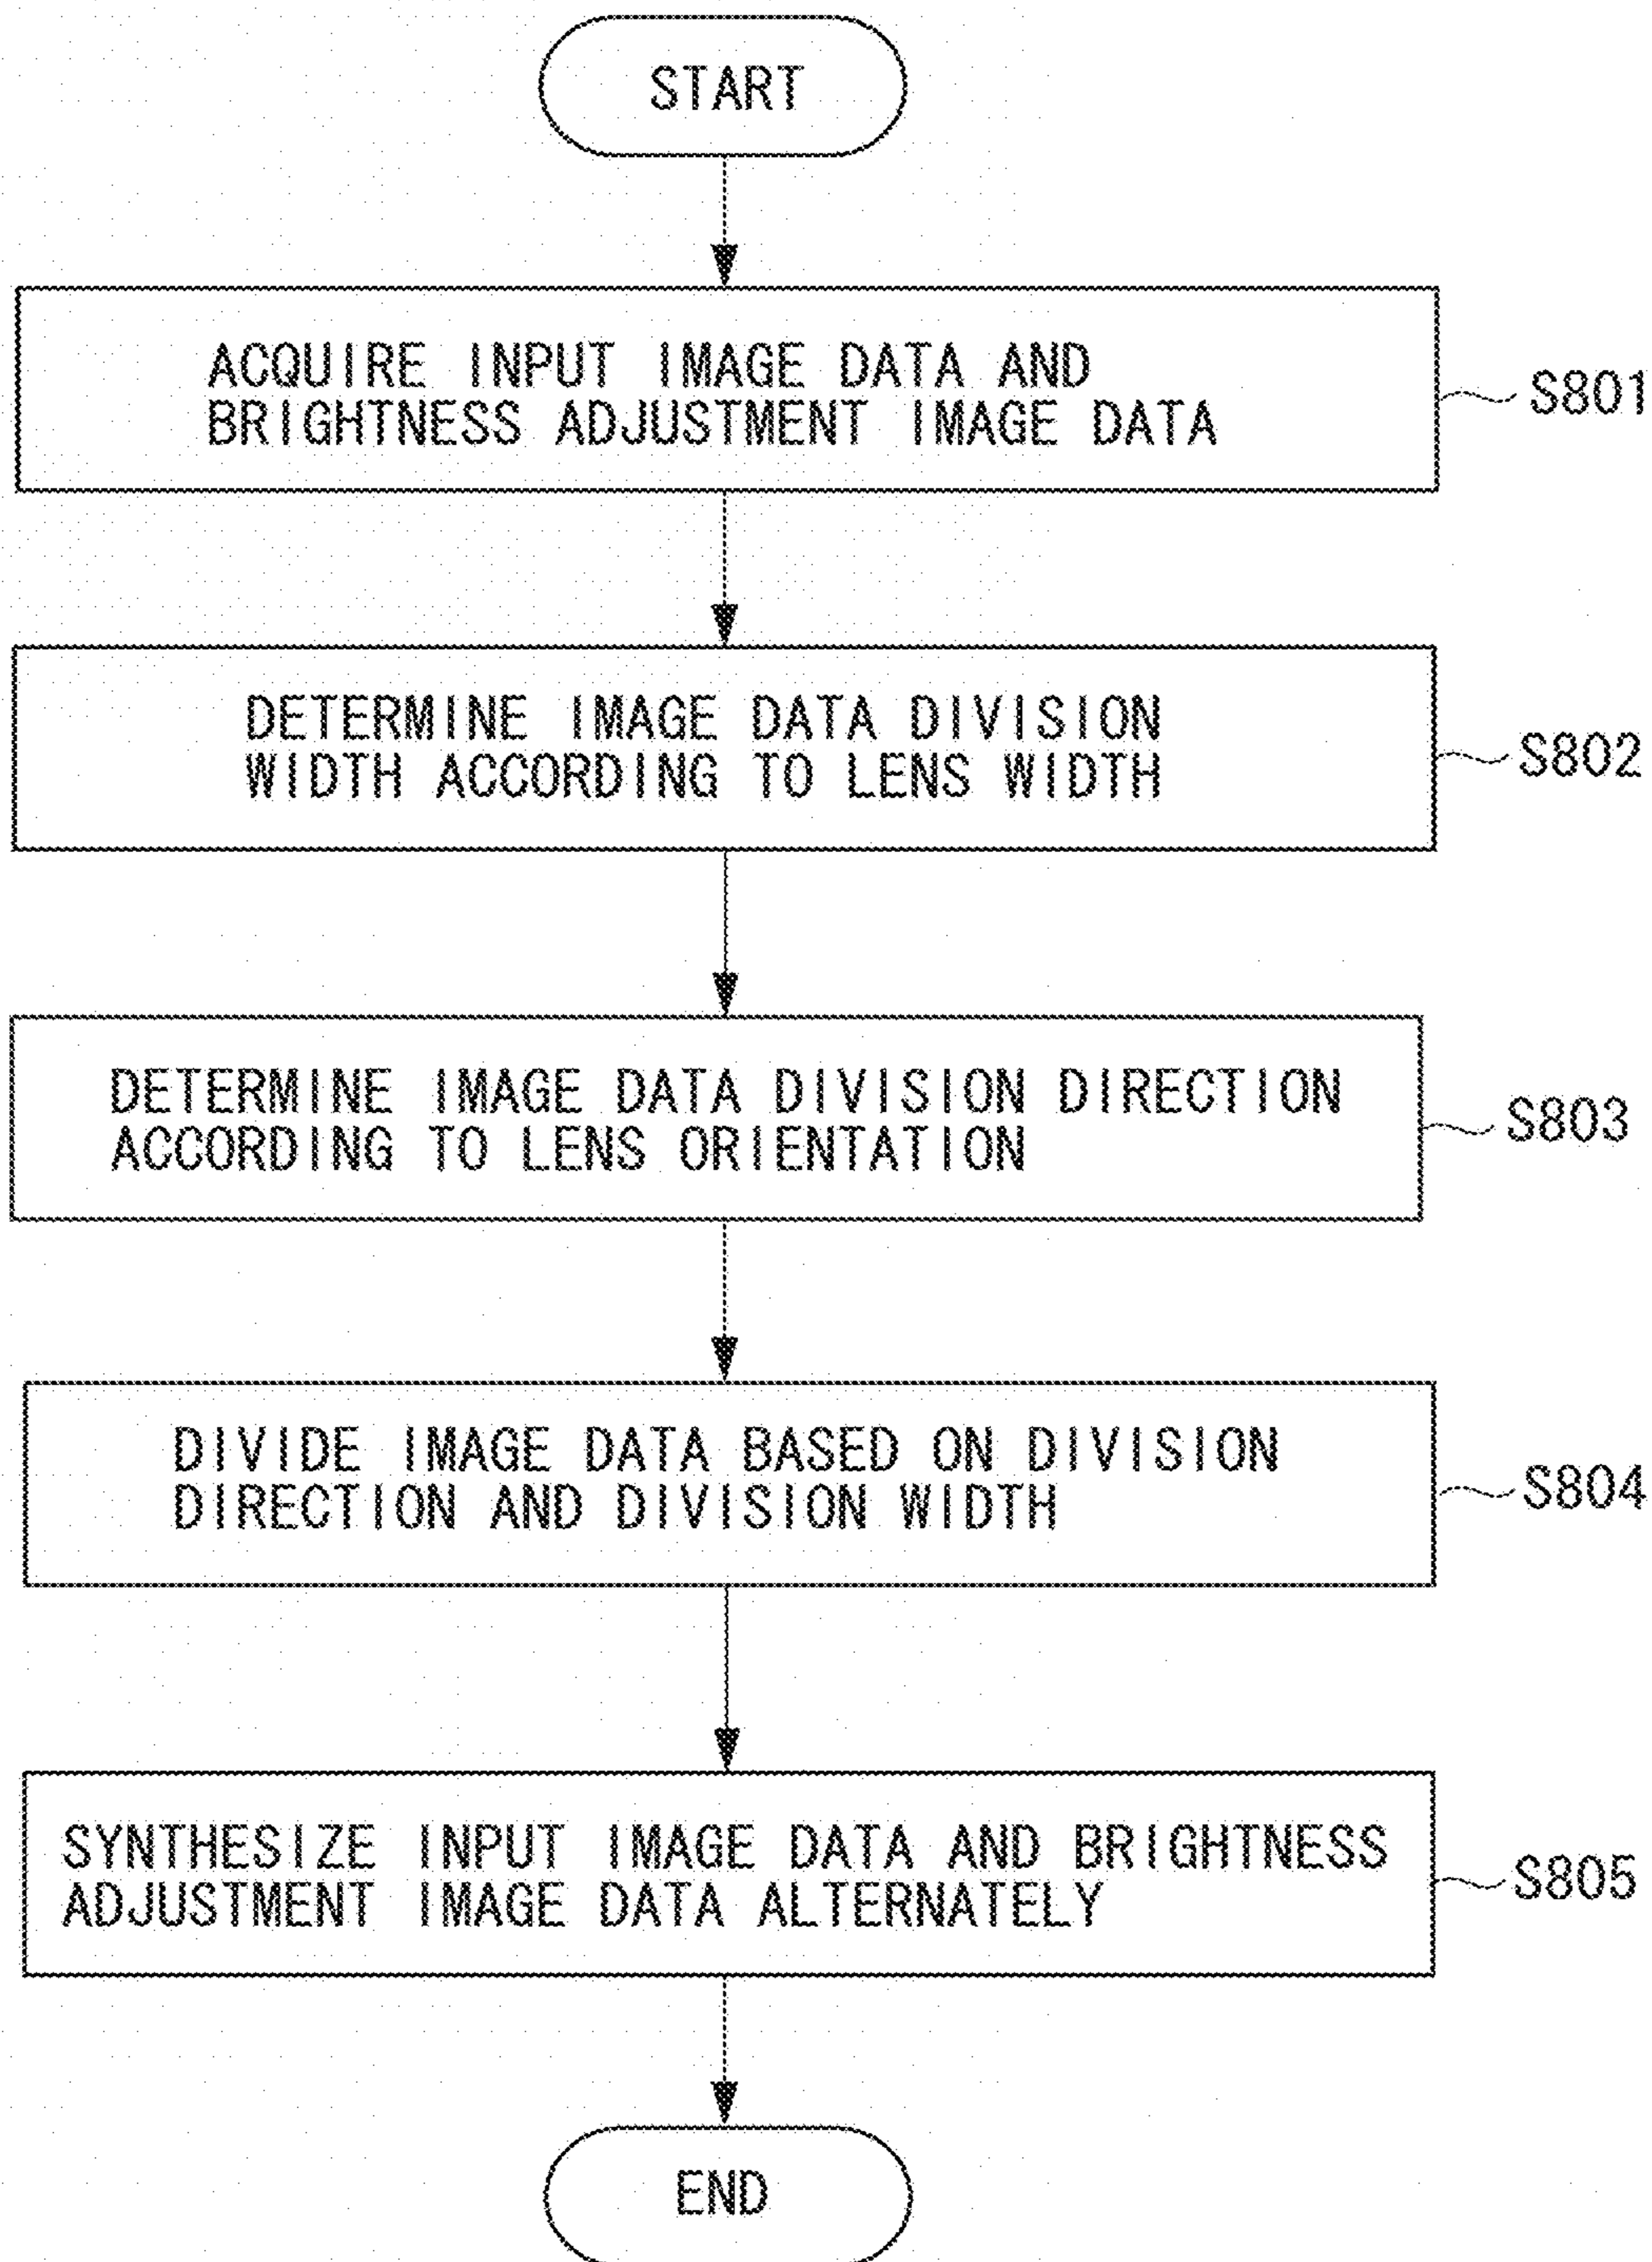 START
ACQUIRE INPUT IMAGE DATA AND
BRIGHTNESS ADJUSTMENT IMAGE DATA
S801
DETERMINE IMAGE DATA DIVISION
WIDTH ACCORDING TO LENS WIDTH
S802
DETERMINE IMAGE DATA DIVISION DIRECTION
ACCORDING TO LENS ORIENTATION
S803
DIVIDE IMAGE DATA BASED ON DIVISION
DIRECTION AND DIVISION WIDTH
S804
SYNTHESIZE INPUT IMAGE DATA AND BRIGHTNESS
ADJUSTMENT IMAGE DATA ALTERNATELY
S805
END